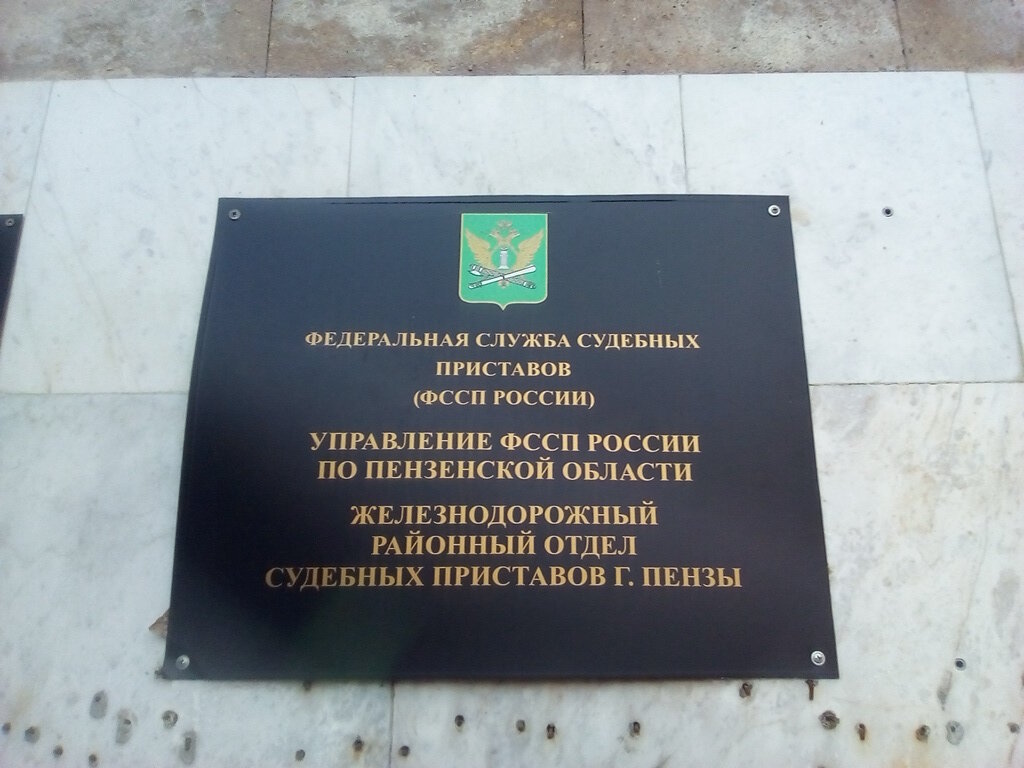 ФЕДЕРАЛЬНАЯ СЛУЖБА СУДЕБНЫХ
ПРИСТАВОВ
(ФССП РОССИИ)
УПРАВЛЕНИЕ ФССП РОССИИ
ПО ПЕНЗЕНСКОЙ ОБЛАСТИ
ЖЕЛЕЗНОДОРОЖНЫЙ
РАЙОННЫЙ ОТДЕЛ
СУДЕБНЫХ ПРИСТАВОВ Г. ПЕНЗЫ